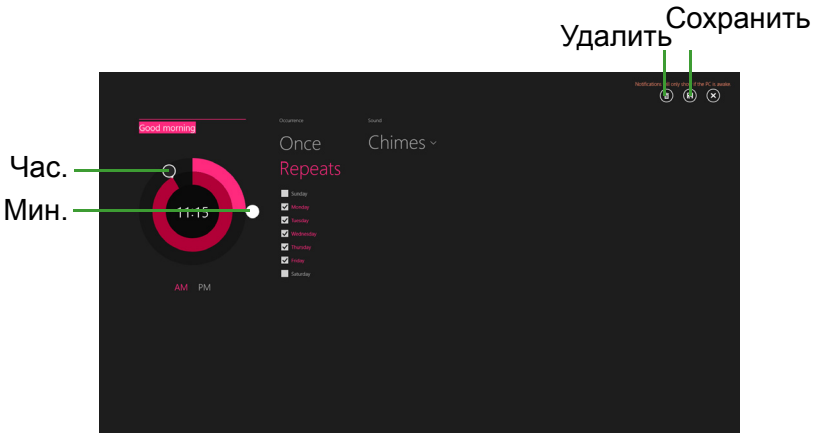 Сохранить
Удалить
Notifications will only show if the PC is awake.
Good morning
Occurrence
Sound
Once
Chimes
Repeats
Час.
Мин.
11:15
Sunday
Monday
Tuesday
Wednesday
Thursday
Friday
Saturday
AM PM